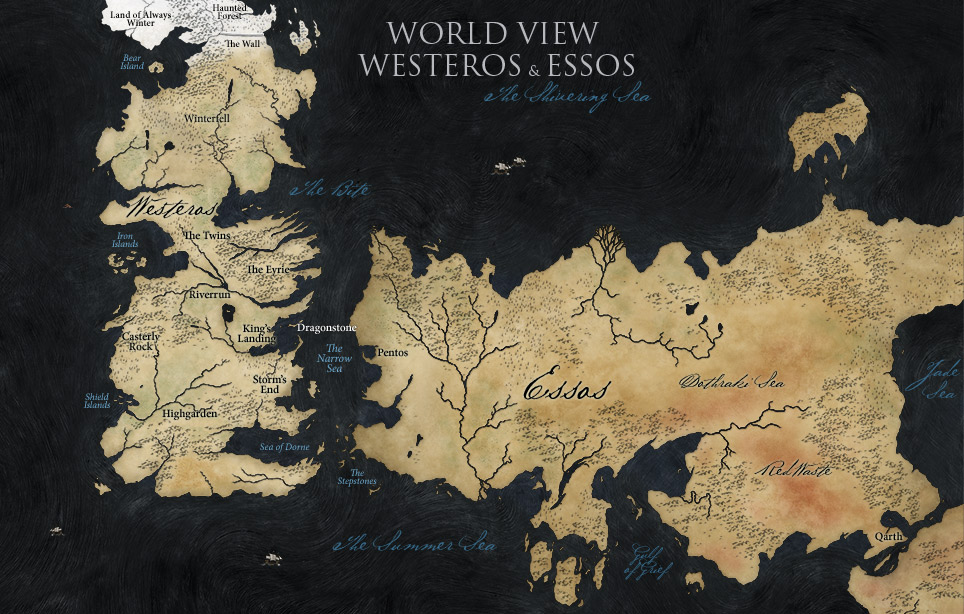 WORLD VIEW
WESTEROS & ESSOS
Land of Always
Winter
Haunted
Forest
The Wall
Bear
Island
The Shivering Sea
Winterfell
The Bite
Westeros
The Twins
Iron
Islands
The Eyrie
Riverrun
King's
Landing
Dragonstone
Casterly
Rock
The
Narrow
Sea
Pentos
Jade
Sea
Essos
Dothraki Sea
Storm's
End
Shield
Islands
Highgarden
Sea of Dorne
The
Stepstones
Red Waste
Qarth
The Summer Sea
Gulf
of Grief